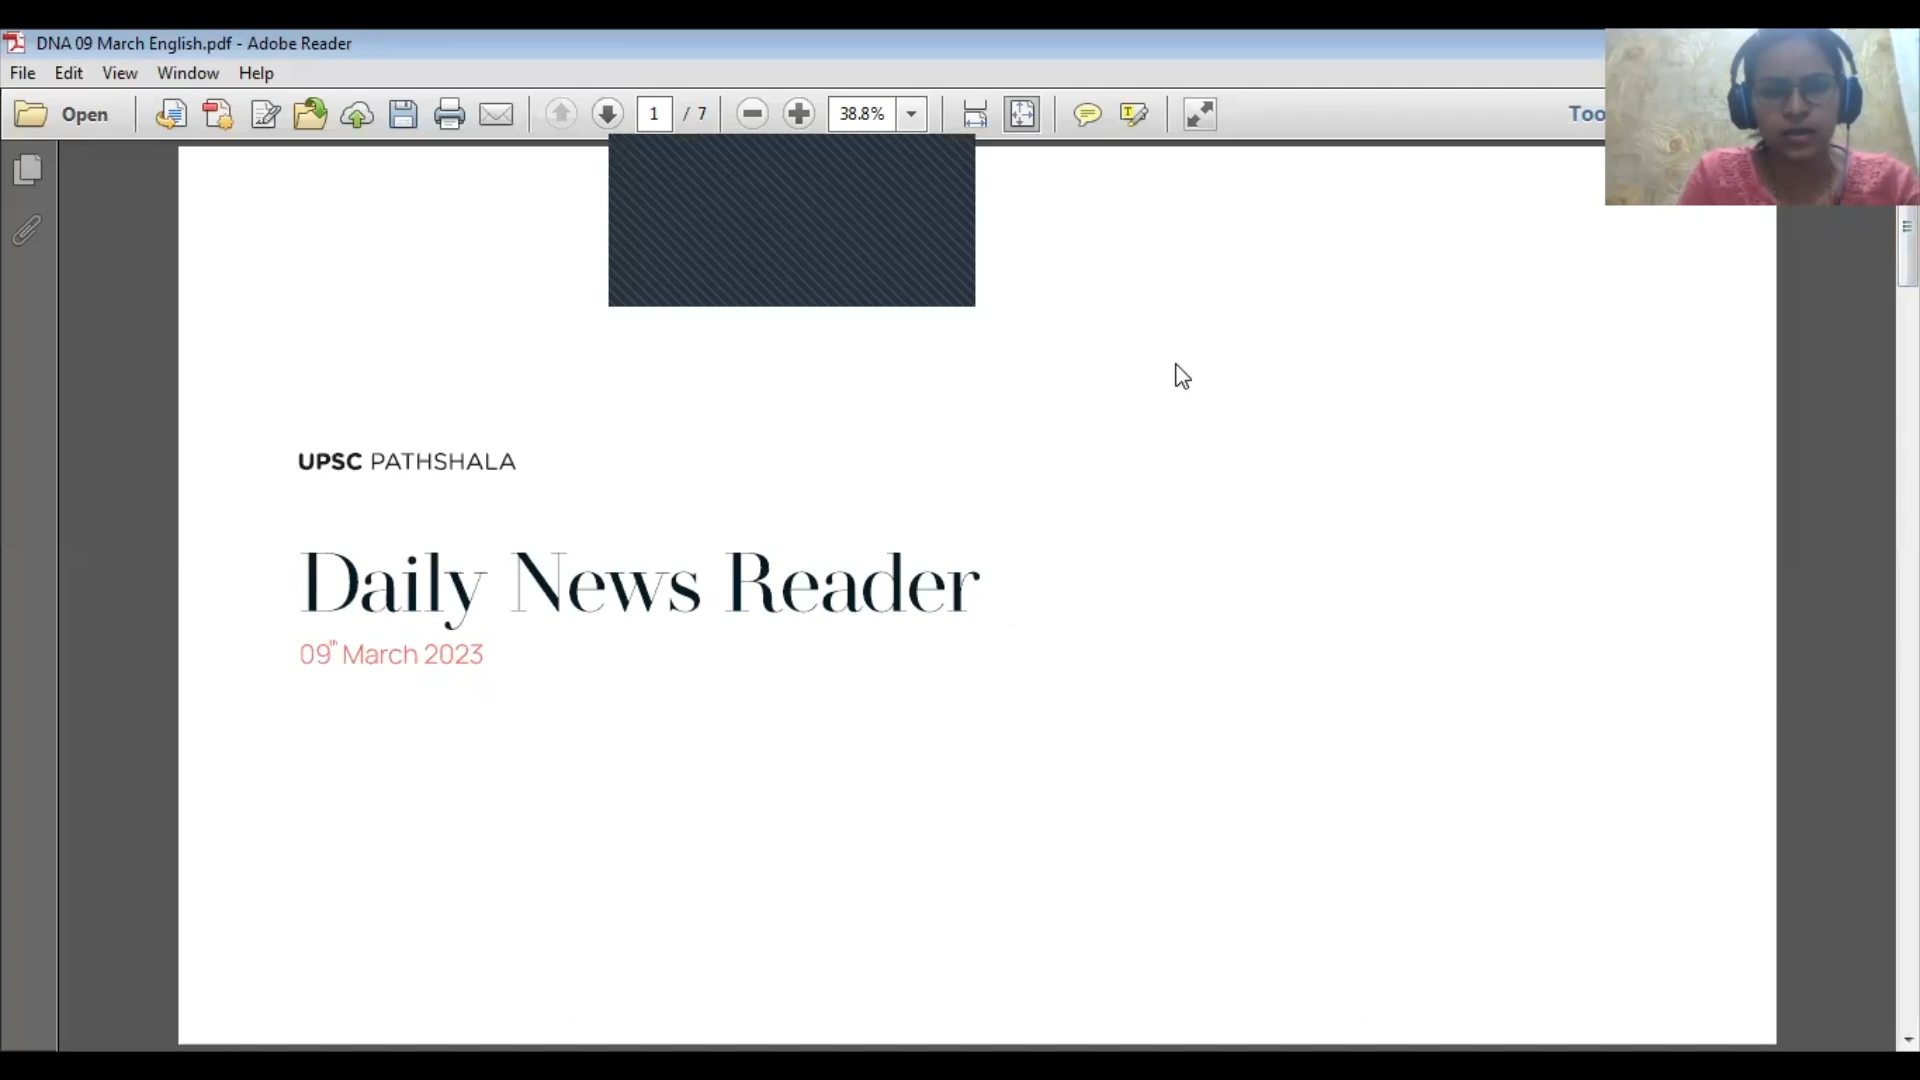 DNA 09 March English.pdf - Adobe Reader
File Edit View Window Help
Open 1 / 7 38.8% Too
UPSC PATHSHALA
Daily News Reader
09th March 2023